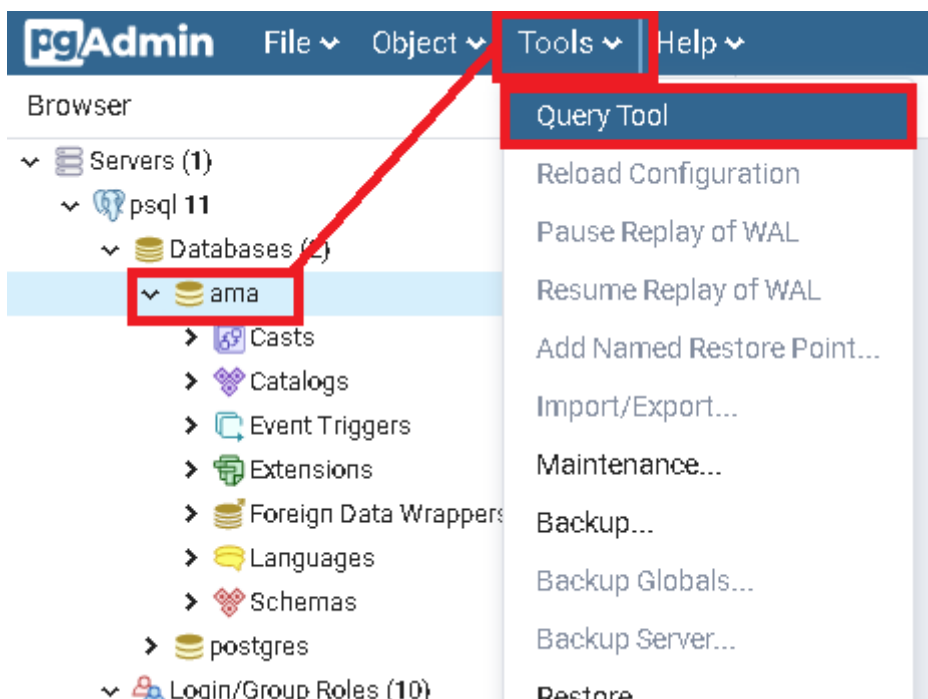 pgAdmin File Object Tools Help
Browser
Servers (1)
psql 11
Databases (2)
ama
Casts
Catalogs
Event Triggers
Extensions
Foreign Data Wrappers
Languages
Schemas
postgres
Login/Group Roles (10)
Query Tool
Reload Configuration
Pause Replay of WAL
Resume Replay of WAL
Add Named Restore Point...
Import/Export...
Maintenance...
Backup...
Backup Globals...
Backup Server...
Restore